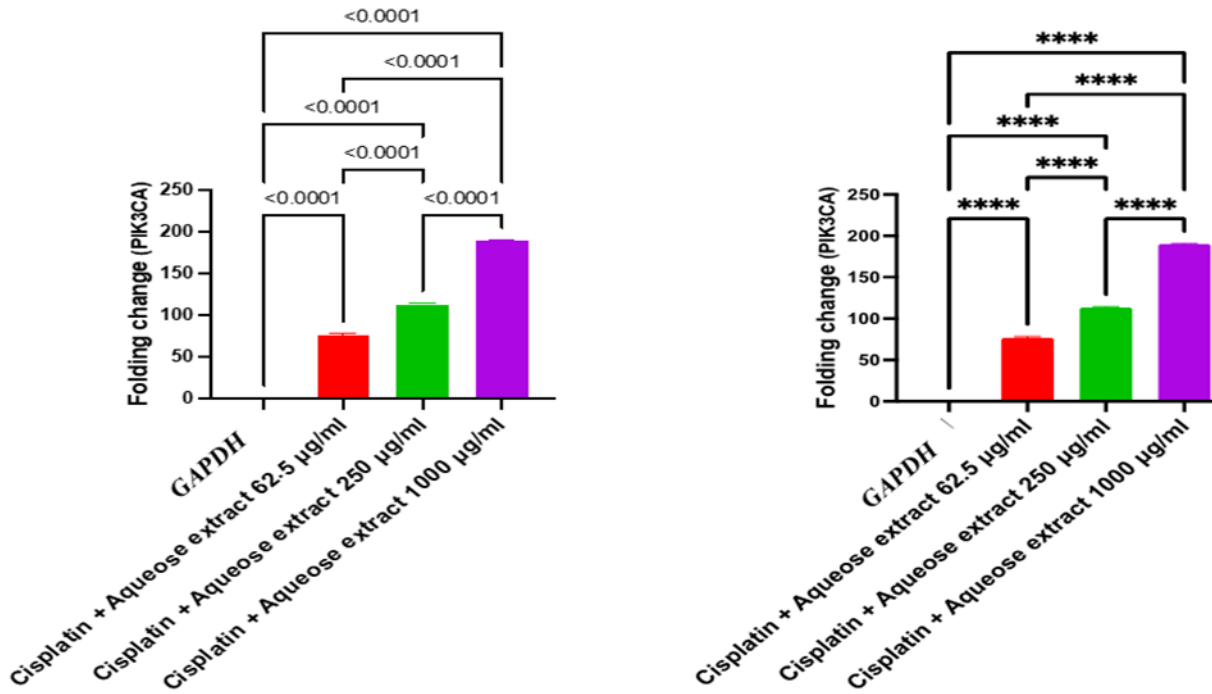 <0.0001
<0.0001
<0.0001
<0.0001
<0.0001 <0.0001
Folding change (PIK3CA)
250
200
150
100
50
0
GAPDH
Cisplatin + Aqueose extract 62.5 µg/ml
Cisplatin + Aqueose extract 250 µg/ml
Cisplatin + Aqueose extract 1000 µg/ml
****
****
****
****
**** ****
Folding change (PIK3CA)
250
200
150
100
50
0
GAPDH
Cisplatin + Aqueose extract 62.5 µg/ml
Cisplatin + Aqueose extract 250 µg/ml
Cisplatin + Aqueose extract 1000 µg/ml